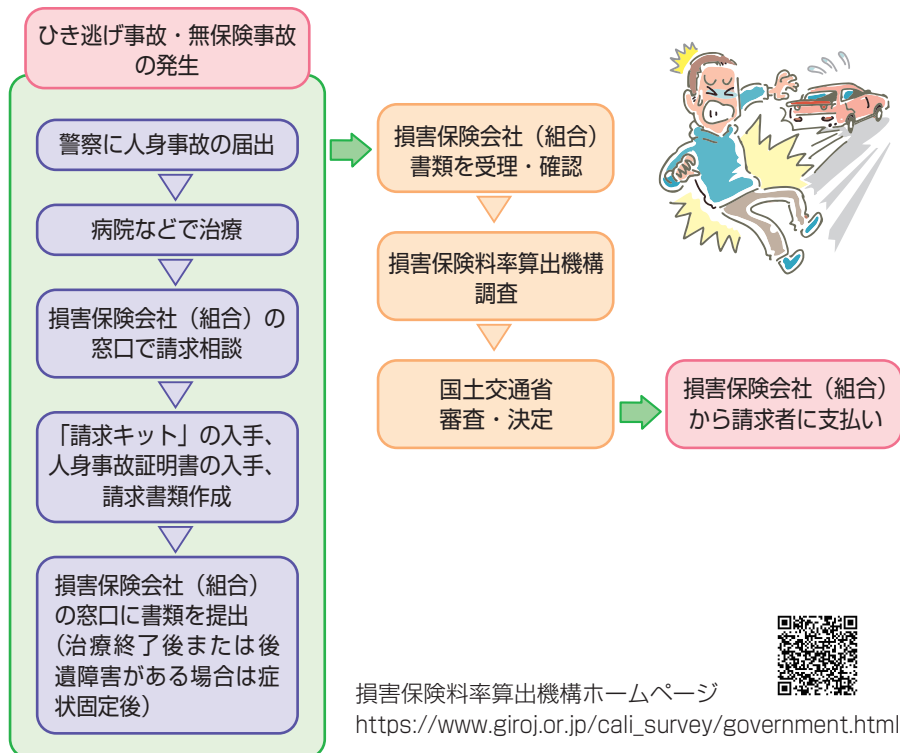 ひき逃げ事故・無保険事故
の発生
警察に人身事故の届出
病院などで治療
損害保険会社（組合）の
窓口で請求相談
「請求キット」の入手、
人身事故証明書の入手、
請求書類作成
損害保険会社（組合）
の窓口に書類を提出
（治療終了後または後
遺障害がある場合は症
状固定後）
損害保険会社（組合）
書類を受理・確認
損害保険料率算出機構
調査
国土交通省
審査・決定
損害保険会社（組合）
から請求者に支払い
損害保険料率算出機構ホームページ
https://www.giroj.or.jp/cali_survey/government.html